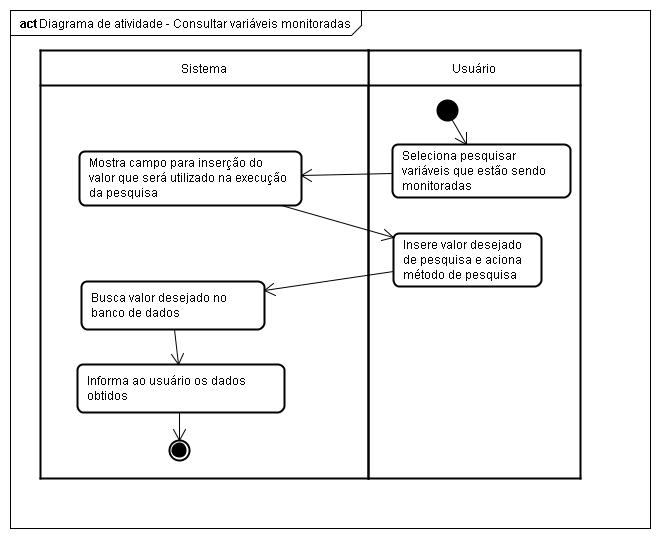 act Diagrama de atividade - Consultar variáveis monitoradas
Sistema
Usuário
Seleciona pesquisar
variáveis que estão sendo
monitoradas
Mostra campo para inserção do
valor que será utilizado na execução
da pesquisa
Insere valor desejado
de pesquisa e aciona
método de pesquisa
Busca valor desejado no
banco de dados
Informa ao usuário os dados
obtidos